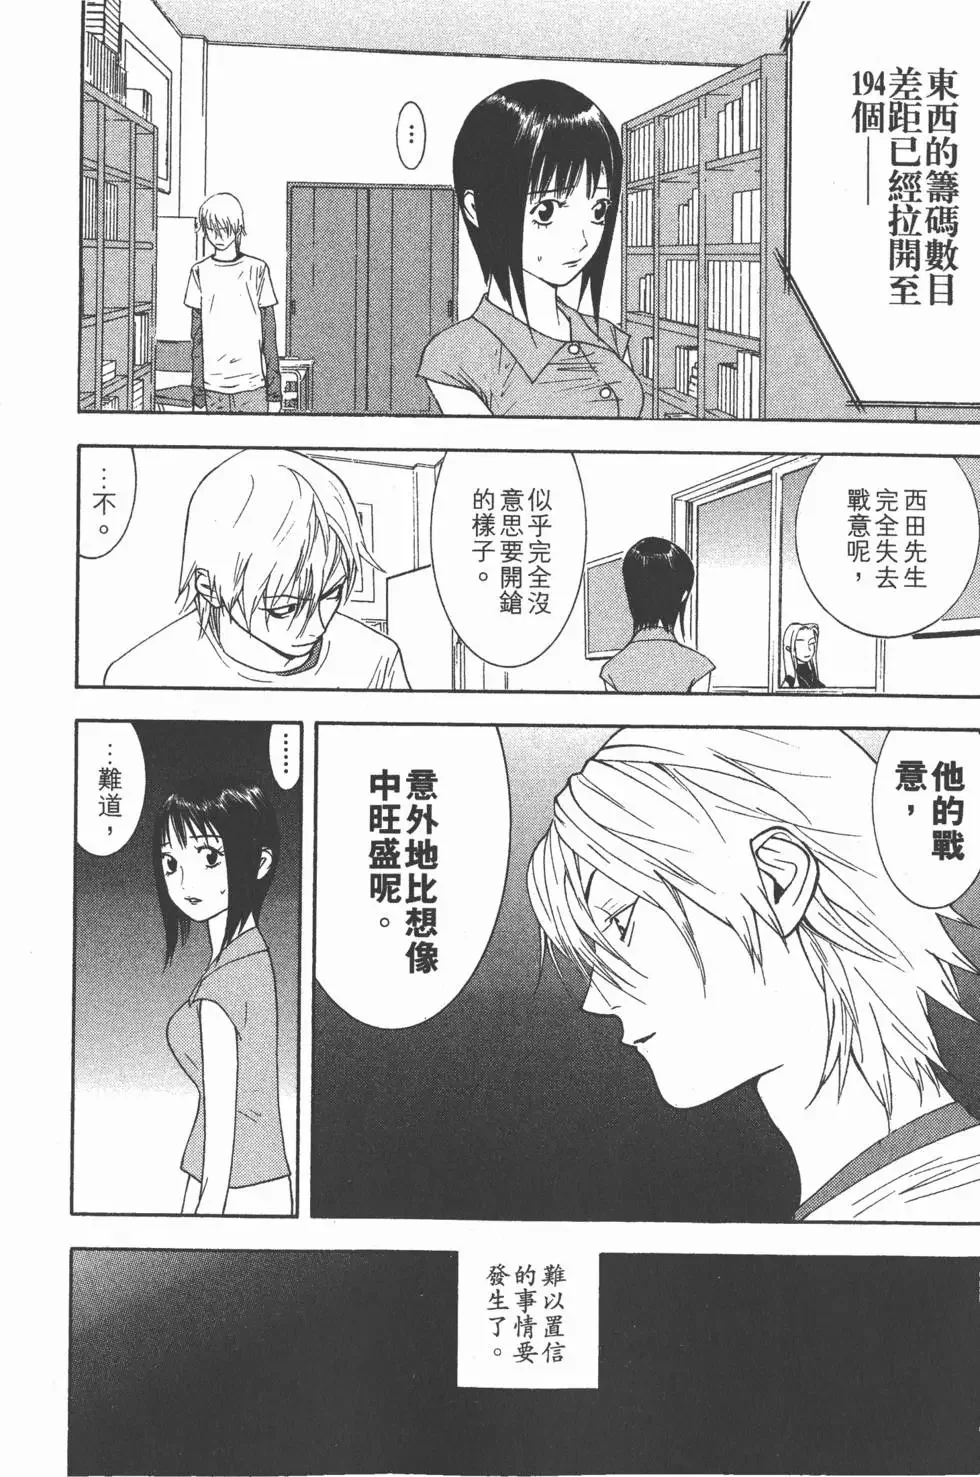 東西的籌碼數目
差距已經拉開至
194個——
…
西田先生
完全失去
戰意呢，
似乎完全沒
意思要開鎗
的樣子。
…不。
他的戰
意，
意外地比想像
中旺盛呢。
……
…難道，
難以置信
的事情要
發生了。